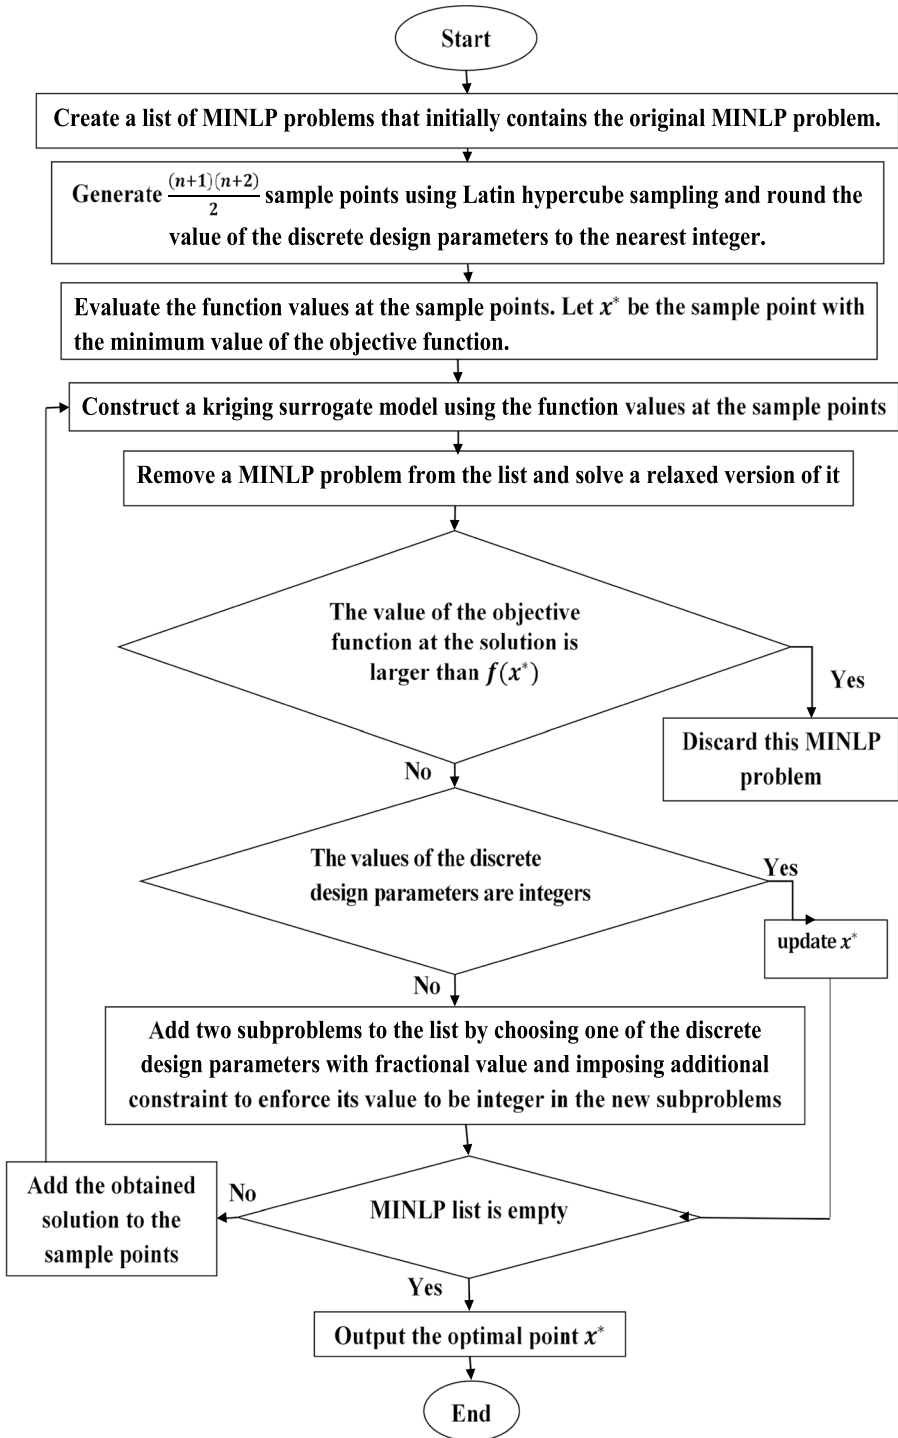 Start
Create a list of MINLP problems that initially contains the original MINLP problem.
Generate (n+1)(n+2)/2 sample points using Latin hypercube sampling and round the
value of the discrete design parameters to the nearest integer.
Evaluate the function values at the sample points. Let x* be the sample point with
the minimum value of the objective function.
Construct a kriging surrogate model using the function values at the sample points
Remove a MINLP problem from the list and solve a relaxed version of it
The value of the objective
function at the solution is
larger than f(x*)
Yes
Discard this MINLP
problem
No
The values of the discrete
design parameters are integers
Yes
update x*
No
Add two subproblems to the list by choosing one of the discrete
design parameters with fractional value and imposing additional
constraint to enforce its value to be integer in the new subproblems
MINLP list is empty
No
Add the obtained
solution to the
sample points
Yes
Output the optimal point x*
End